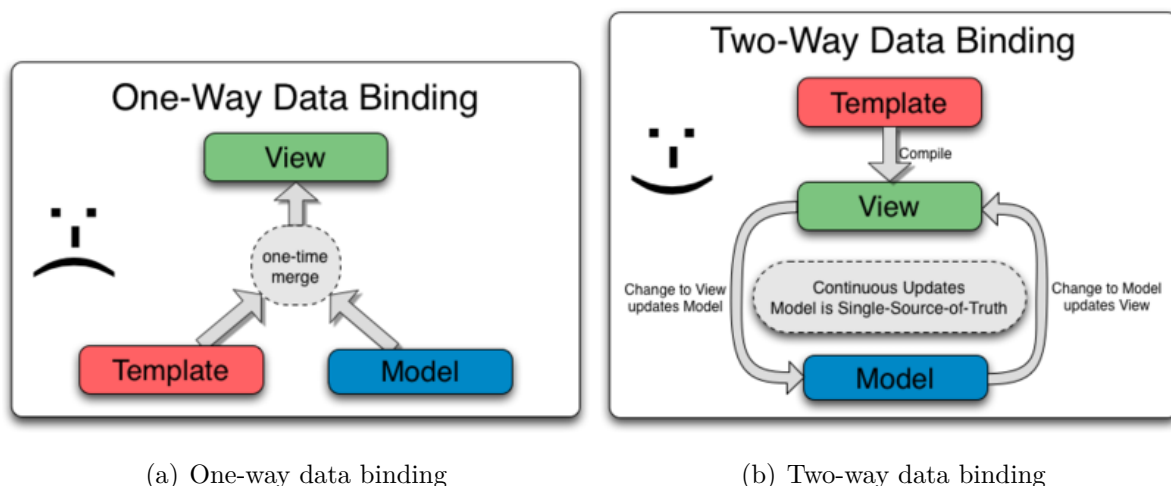 One-Way Data Binding
View
one-time
merge
Template
Model
(a) One-way data binding
Two-Way Data Binding
Template
Compile
View
Change to View
updates Model
Continuous Updates
Model is Single-Source-of-Truth
Change to Model
updates View
Model
(b) Two-way data binding